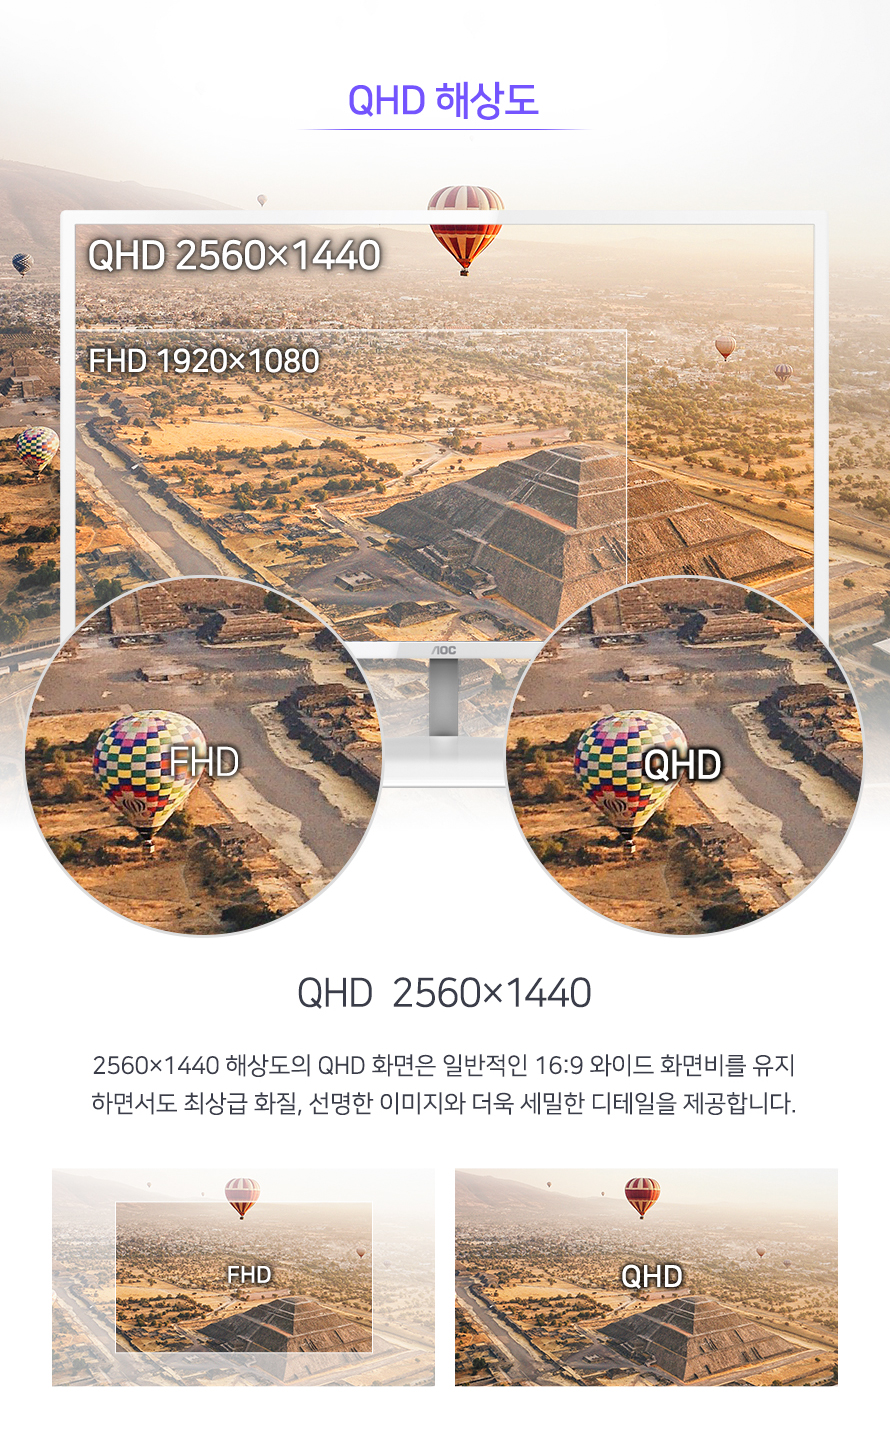 QHD 해상도
QHD 2560×1440
FHD 1920×1080
AOC
FHD
QHD
QHD 2560×1440
2560×1440 해상도의 QHD 화면은 일반적인 16:9 와이드 화면비를 유지
하면서도 최상급 화질, 선명한 이미지와 더욱 세밀한 디테일을 제공합니다.
FHD
QHD